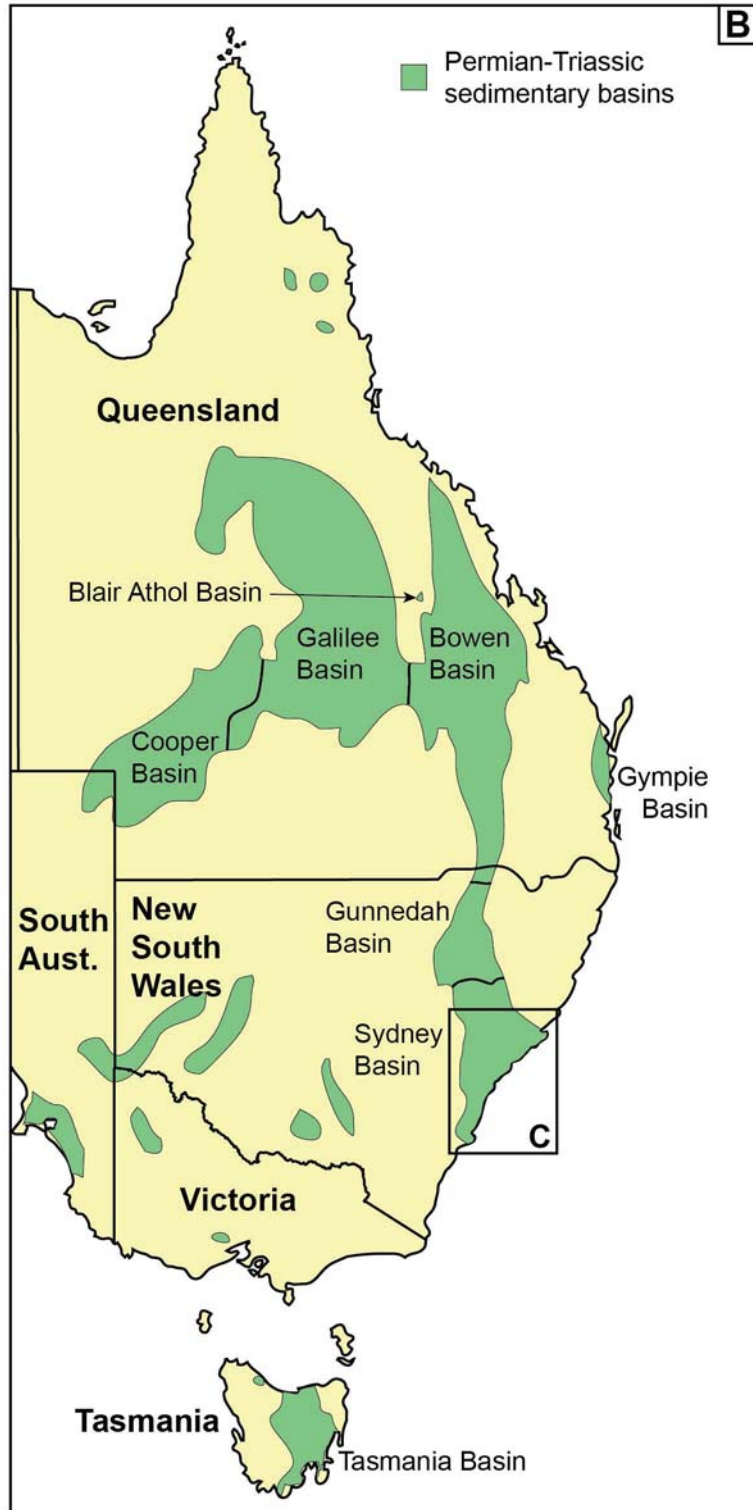 B
Permian-Triassic
sedimentary basins
Queensland
Blair Athol Basin
Galilee
Basin
Bowen
Basin
Cooper
Basin
Gympie
Basin
South
Aust.
New
South
Wales
Gunnedah
Basin
Sydney
Basin
C
Victoria
Tasmania
Tasmania Basin